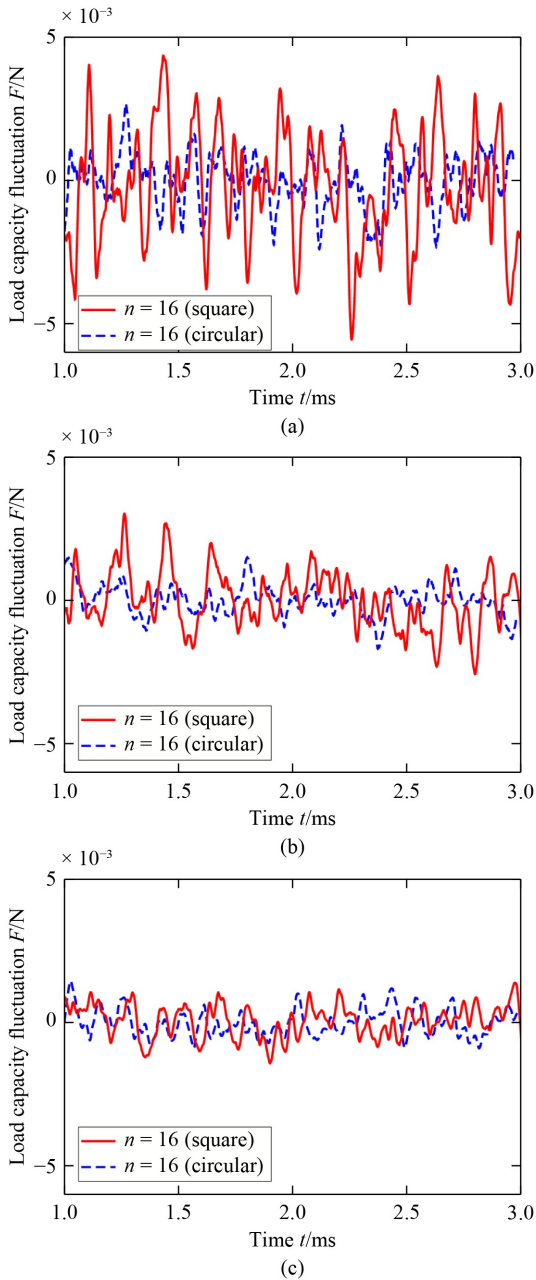 × 10⁻³
5
0
−5
Load capacity fluctuation F/N
n = 16 (square)
n = 16 (circular)
1.0 1.5 2.0 2.5 3.0
Time t/ms
(a)
× 10⁻³
5
0
−5
Load capacity fluctuation F/N
n = 16 (square)
n = 16 (circular)
1.0 1.5 2.0 2.5 3.0
Time t/ms
(b)
× 10⁻³
5
0
−5
Load capacity fluctuation F/N
n = 16 (square)
n = 16 (circular)
1.0 1.5 2.0 2.5 3.0
Time t/ms
(c)